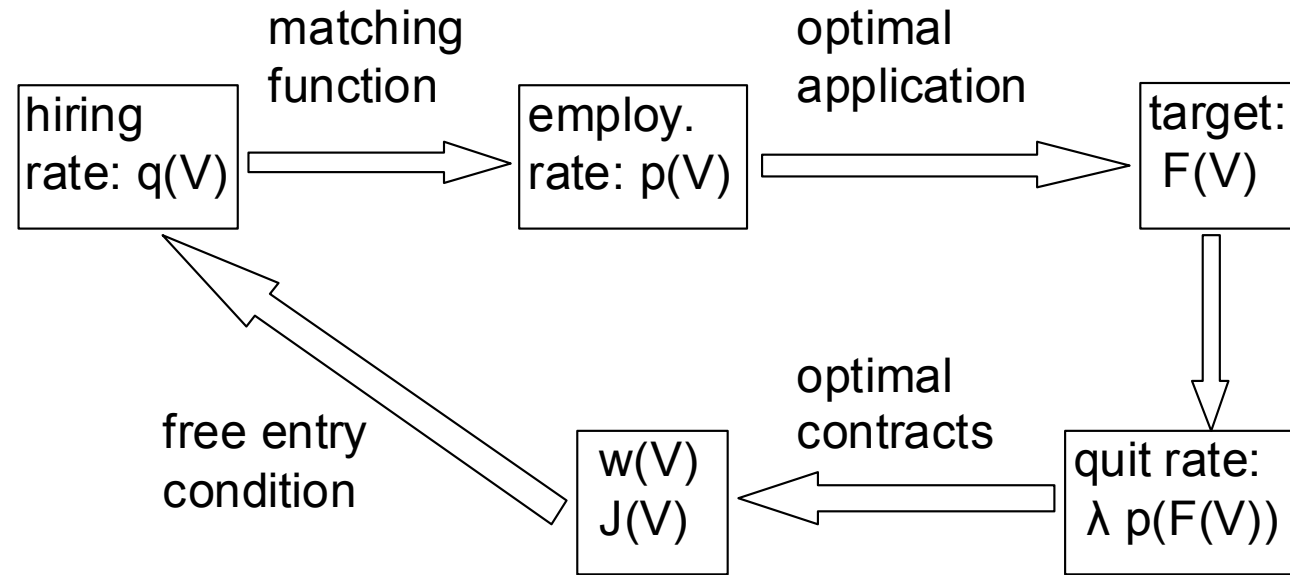 hiring
rate: q(V)
matching
function
employ.
rate: p(V)
optimal
application
target:
F(V)
quit rate:
λ p(F(V))
optimal
contracts
w(V)
J(V)
free entry
condition